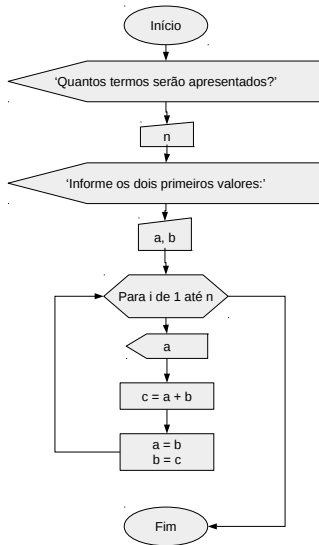 Início
‘Quantos termos serão apresentados?’
n
‘Informe os dois primeiros valores:’
a, b
Para i de 1 até n
a
c = a + b
a = b
b = c
Fim